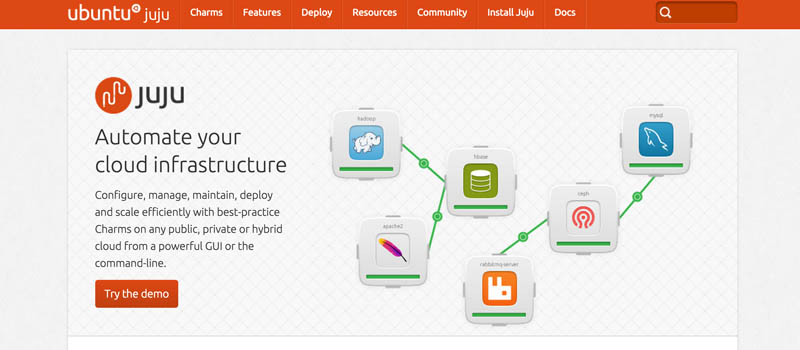 ubuntu juju Charms Features Deploy Resources Community Install Juju Docs
juju
Automate your
cloud infrastructure
Configure, manage, maintain, deploy
and scale efficiently with best-practice
Charms on any public, private or hybrid
cloud from a powerful GUI or the
command-line.
Try the demo
hadoop
hbase
mysql
apache2
ceph
rabbitmq-server